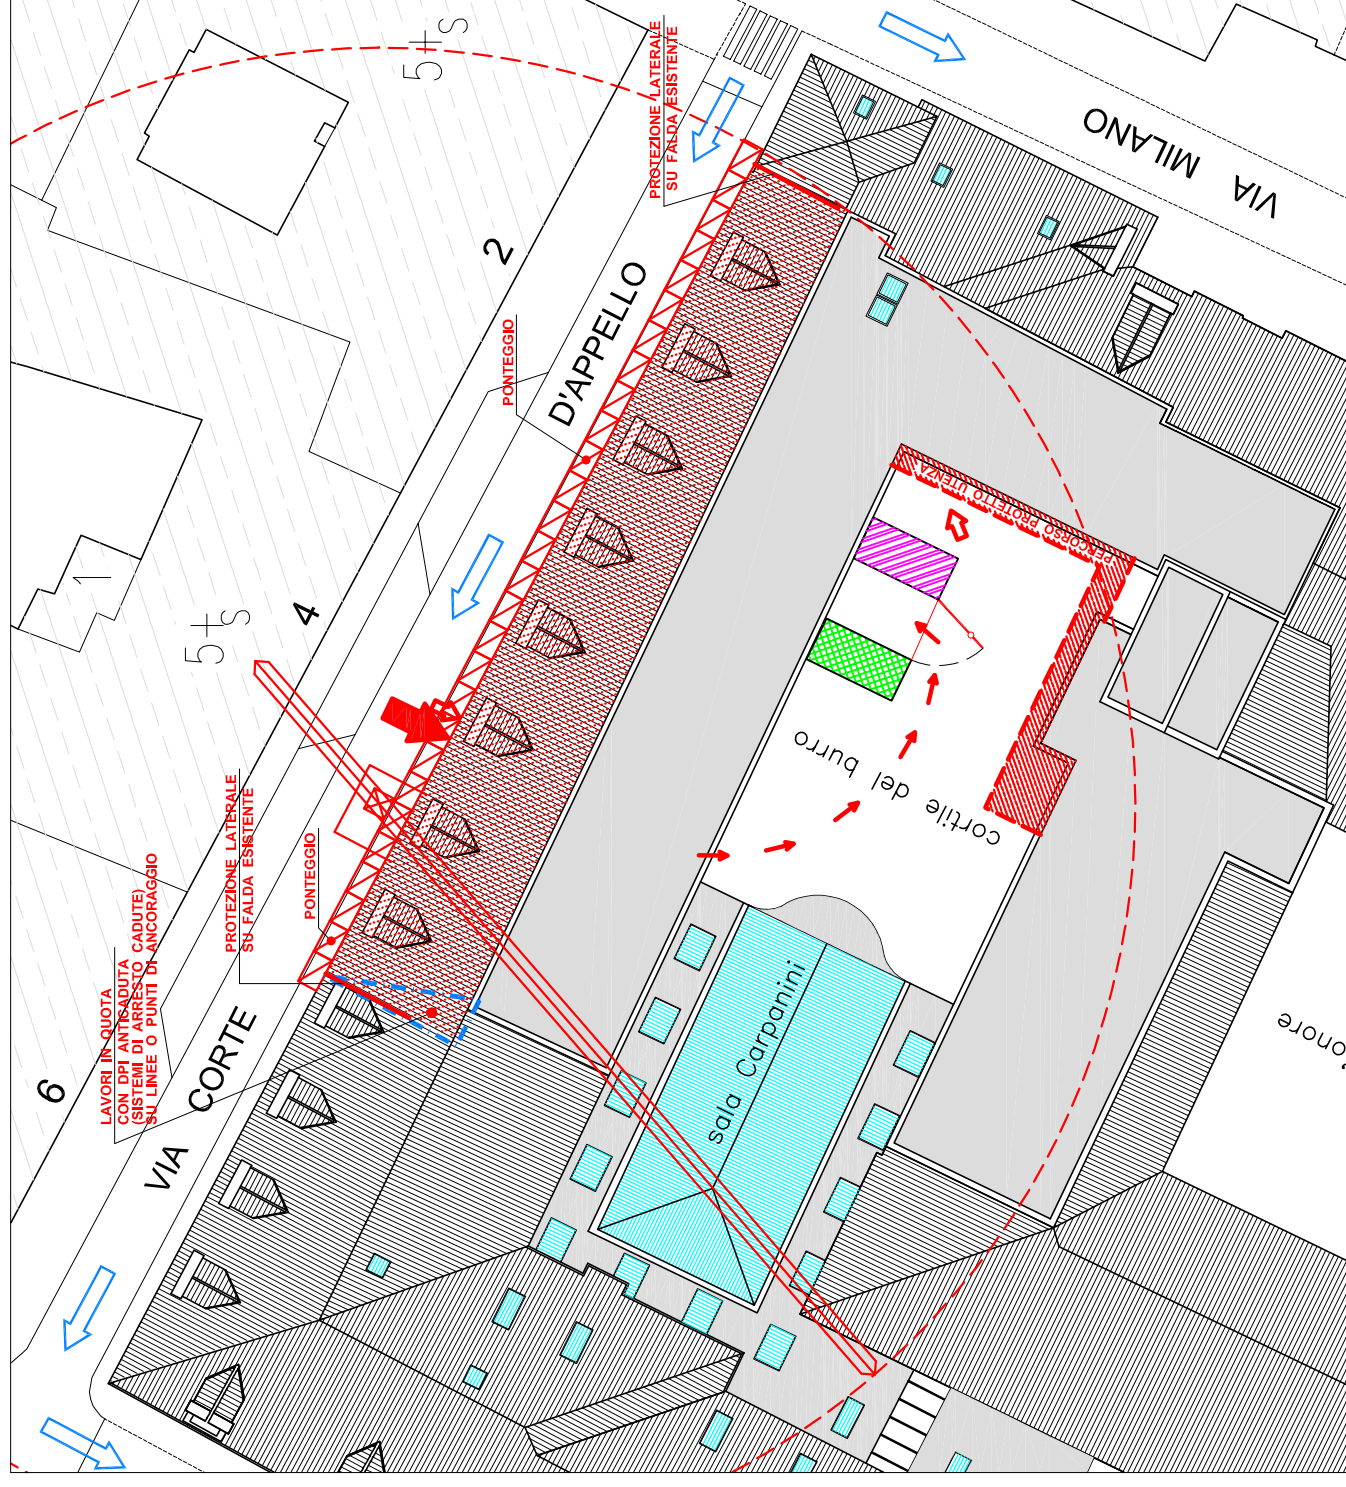 5+s
PROTEZIONE LATERALE
SU FALDA ESISTENTE
VIA MILANO
2
D'APPELLO
PONTEGGIO
1
5+s
4
PERCORSO PROTETTO UTENZA
Cortile del burro
PROTEZIONE LATERALE
SU FALDA ESISTENTE
PONTEGGIO
LAVORI IN QUOTA
CON DPI ANTICADUTA
(SISTEMI DI ARRESTO CADUTE)
SU LINEE O PUNTI DI ANCORAGGIO
6
VIA CORTE
sala Carpanini
'onore